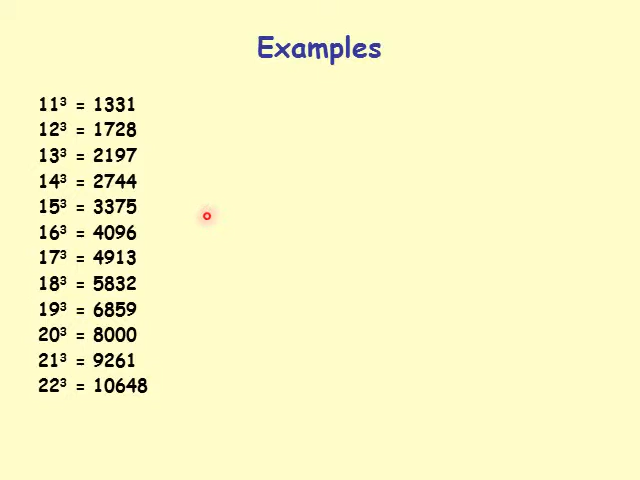 Examples
11³ = 1331
12³ = 1728
13³ = 2197
14³ = 2744
15³ = 3375
16³ = 4096
17³ = 4913
18³ = 5832
19³ = 6859
20³ = 8000
21³ = 9261
22³ = 10648